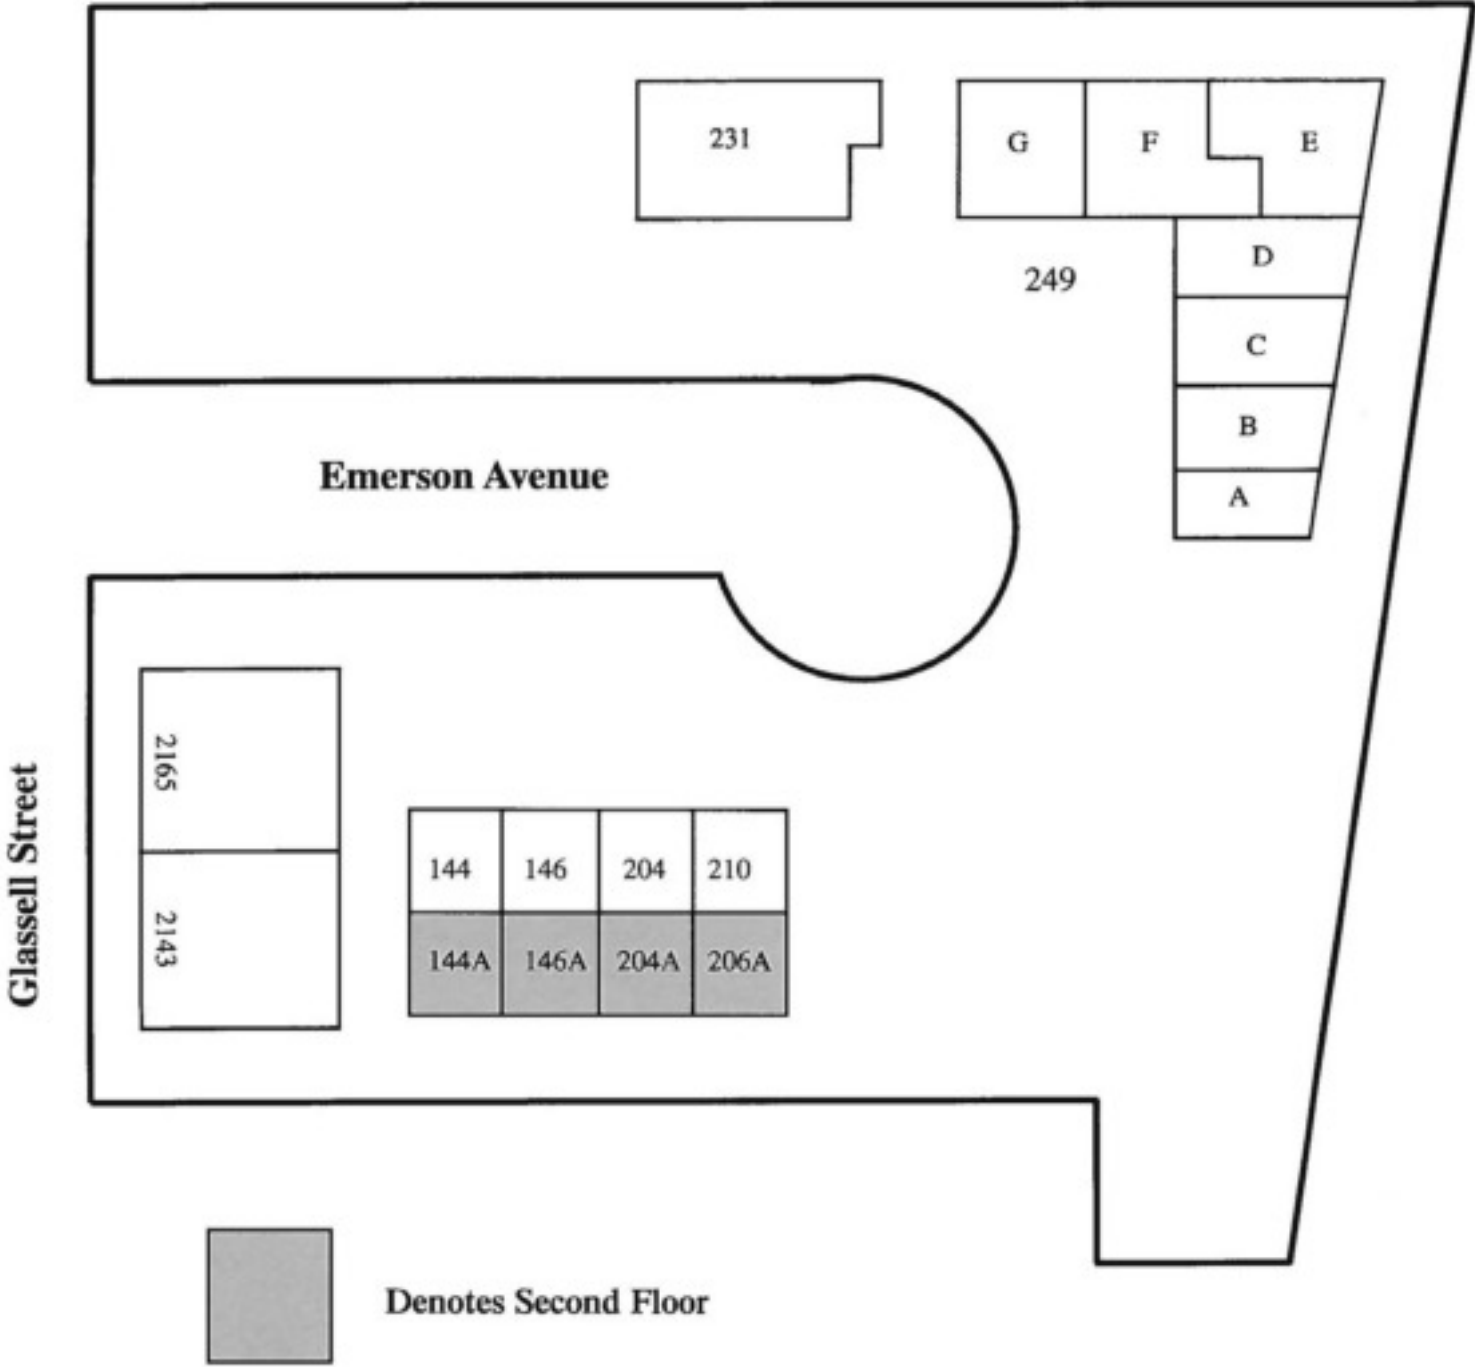 231
G
F
E
D
249
C
B
A
Emerson Avenue
Glassell Street
2165
2143
144
146
204
210
144A
146A
204A
206A
Denotes Second Floor